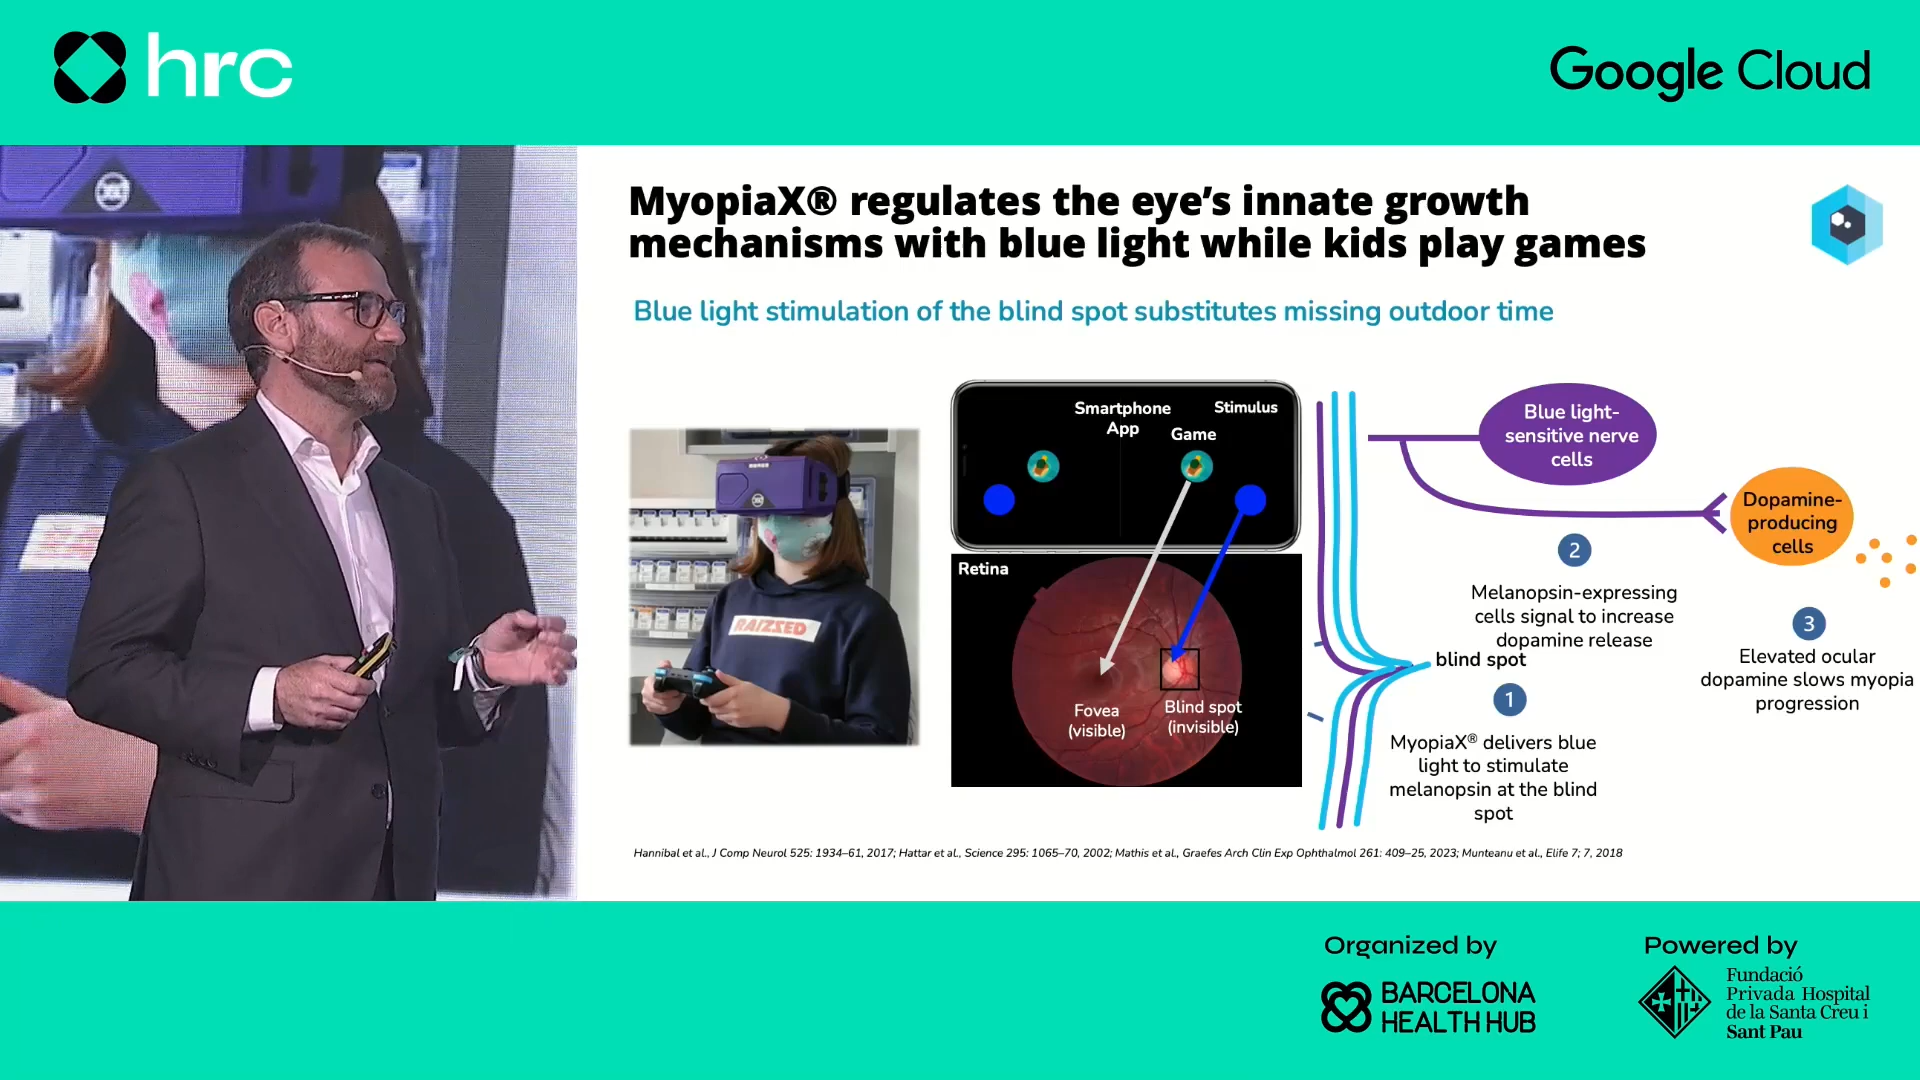 hrc
Google Cloud
MyopiaX® regulates the eye’s innate growth
mechanisms with blue light while kids play games
Blue light stimulation of the blind spot substitutes missing outdoor time
Smartphone
App
Stimulus
Game
Retina
Fovea
(visible)
Blind spot
(invisible)
RAIZZED
Blue light-
sensitive nerve
cells
Dopamine-
producing
cells
2
Melanopsin-expressing
cells signal to increase
dopamine release
blind spot
1
MyopiaX® delivers blue
light to stimulate
melanopsin at the blind
spot
3
Elevated ocular
dopamine slows myopia
progression
Hannibal et al., J Comp Neurol 525: 1934–61, 2017; Hattar et al., Science 295: 1065–70, 2002; Mathis et al., Graefes Arch Clin Exp Ophthalmol 261: 409–25, 2023; Munteanu et al., Elife 7; 7, 2018
Organized by
BARCELONA
HEALTH HUB
Powered by
Fundació
Privada Hospital
de la Santa Creu i
Sant Pau